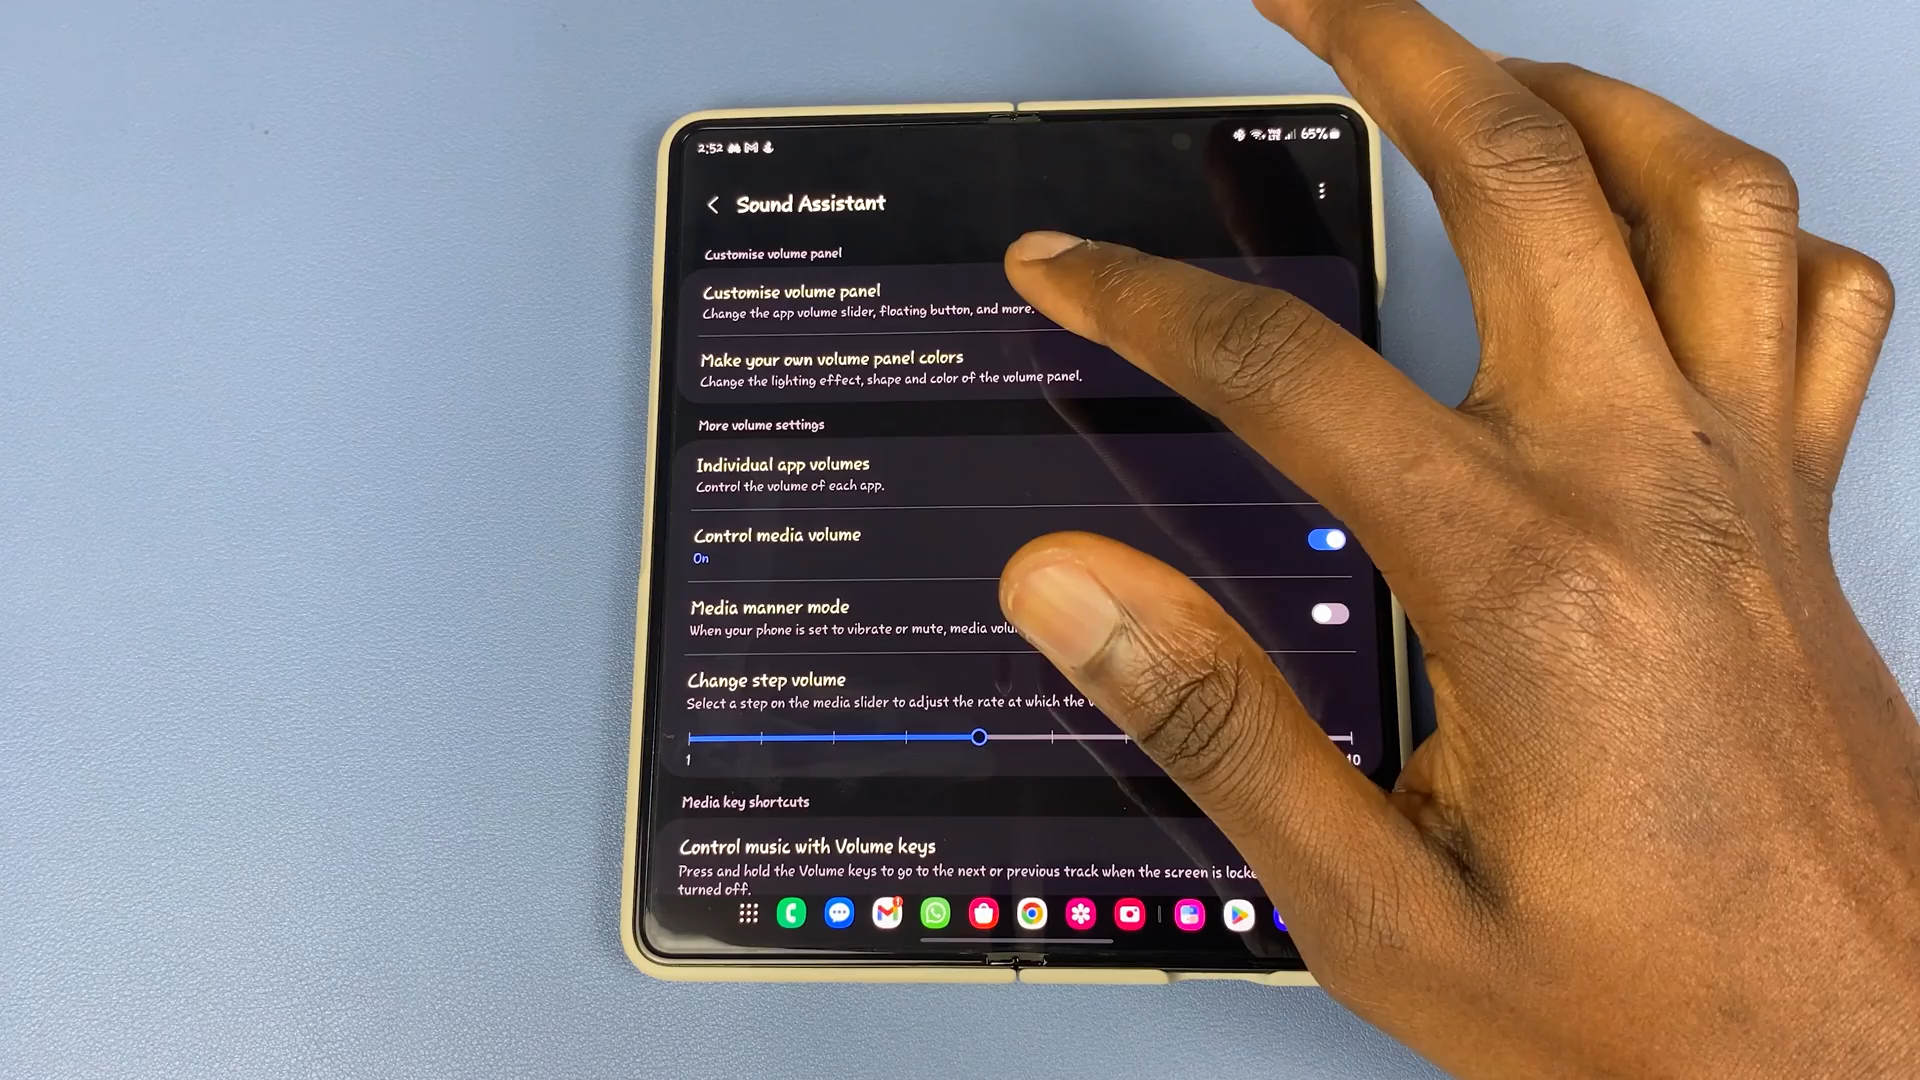 2:52
65%
Sound Assistant
Customise volume panel
Customise volume panel
Change the app volume slider, floating button, and more.
Make your own volume panel colors
Change the lighting effect, shape and color of the volume panel.
More volume settings
Individual app volumes
Control the volume of each app.
Control media volume
On
Media manner mode
When your phone is set to vibrate or mute, media
Change step volume
Select a step on the media slider to adjust the rate at which the
1
10
Media key shortcuts
Control music with Volume keys
Press and hold the Volume keys to go to the next or previous track when the screen is
turned off.